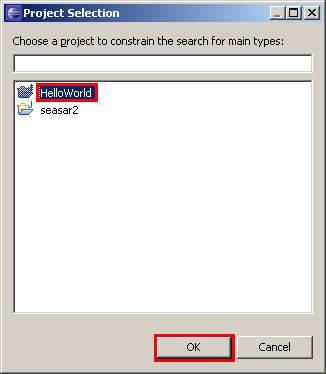 Project Selection
Choose a project to constrain the search for main types:
HelloWorld
seasar2
OK Cancel